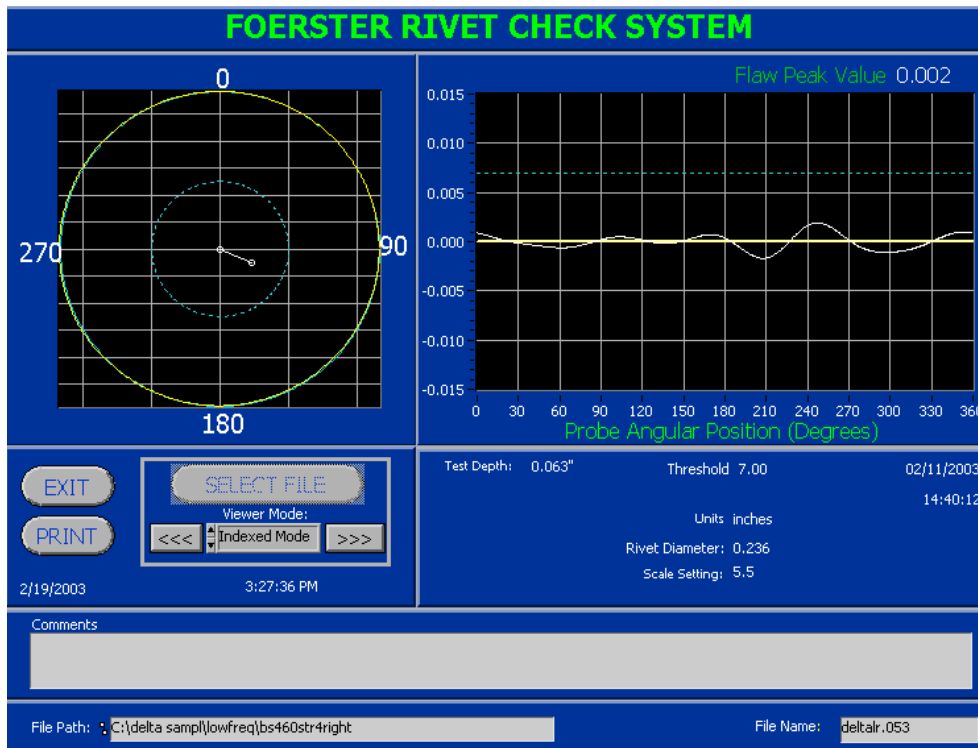 FOERSTER RIVET CHECK SYSTEM
0
270
90
180
Flaw Peak Value 0.002
0.015
0.010
0.005
0.000
-0.005
-0.010
-0.015
0 30 60 90 120 150 180 210 240 270 300 330 360
Probe Angular Position (Degrees)
EXIT
PRINT
SELECT FILE
Viewer Mode:
<<< Indexed Mode >>>
2/19/2003 3:27:36 PM
Test Depth: 0.063" Threshold 7.00 02/11/2003
14:40:12
Units inches
Rivet Diameter: 0.236
Scale Setting: 5.5
Comments
File Path: C:\delta sampl\lowfreq\bs460str4right File Name: deltalr.053